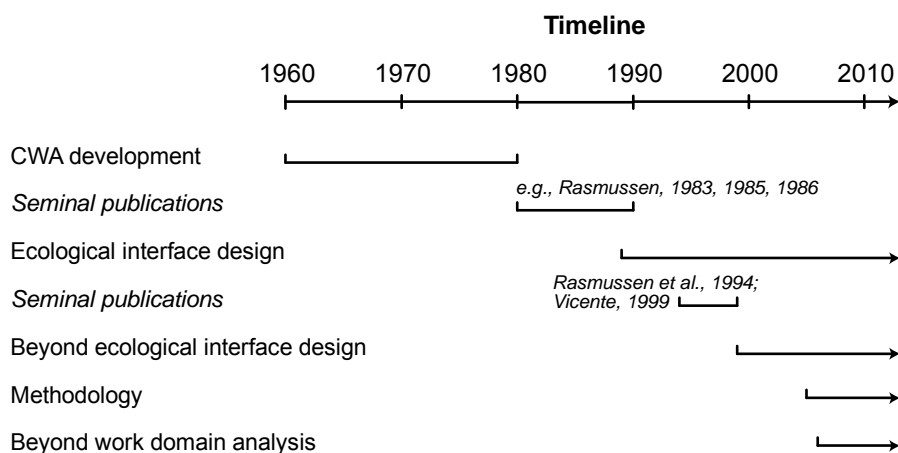 Timeline
1960 1970 1980 1990 2000 2010
CWA development
e.g., Rasmussen, 1983, 1985, 1986
Seminal publications
Ecological interface design
Rasmussen et al., 1994;
Seminal publications
Vicente, 1999
Beyond ecological interface design
Methodology
Beyond work domain analysis